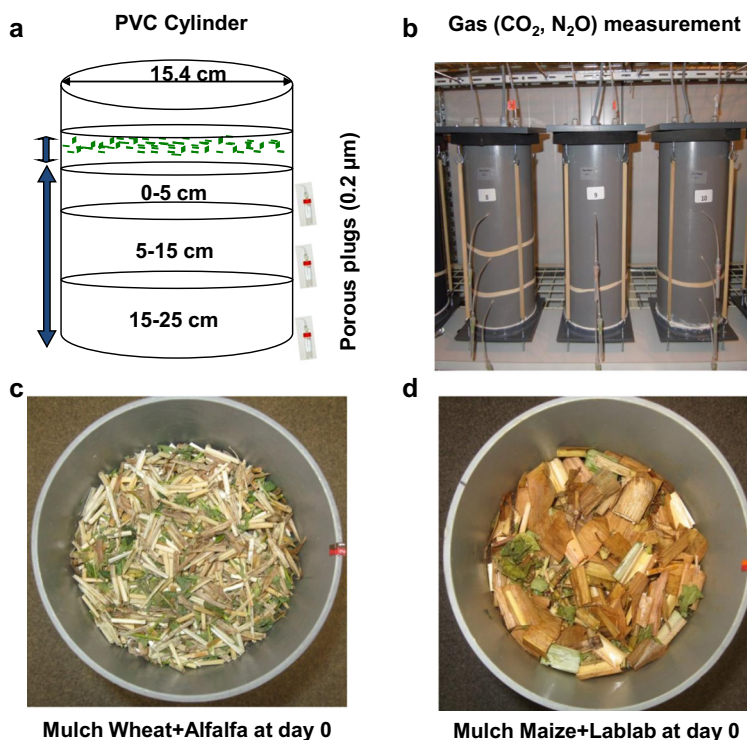 a
PVC Cylinder
15.4 cm
0-5 cm
5-15 cm
15-25 cm
Porous plugs (0.2 µm)
b
Gas (CO₂, N₂O) measurement
9
10
c
Mulch Wheat+Alfalfa at day 0
d
Mulch Maize+Lablab at day 0